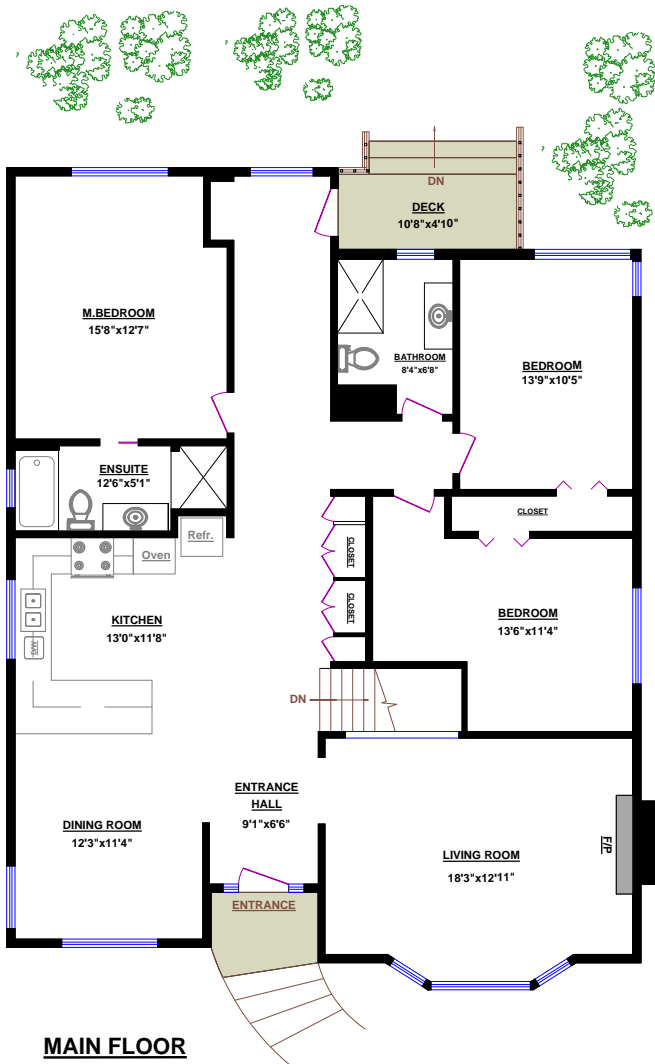 DN
DECK
10'8"x4'10"
M.BEDROOM
15'8"x12'7"
BATHROOM
8'4"x6'8"
BEDROOM
13'9"x10'5"
ENSUITE
12'6"x5'1"
CLOSET
Refr.
Oven
CLOSET
KITCHEN
13'0"x11'8"
D/W
CLOSET
BEDROOM
13'6"x11'4"
DN
ENTRANCE
HALL
9'1"x6'6"
DINING ROOM
12'3"x11'4"
LIVING ROOM
18'3"x12'11"
F/P
ENTRANCE
MAIN FLOOR